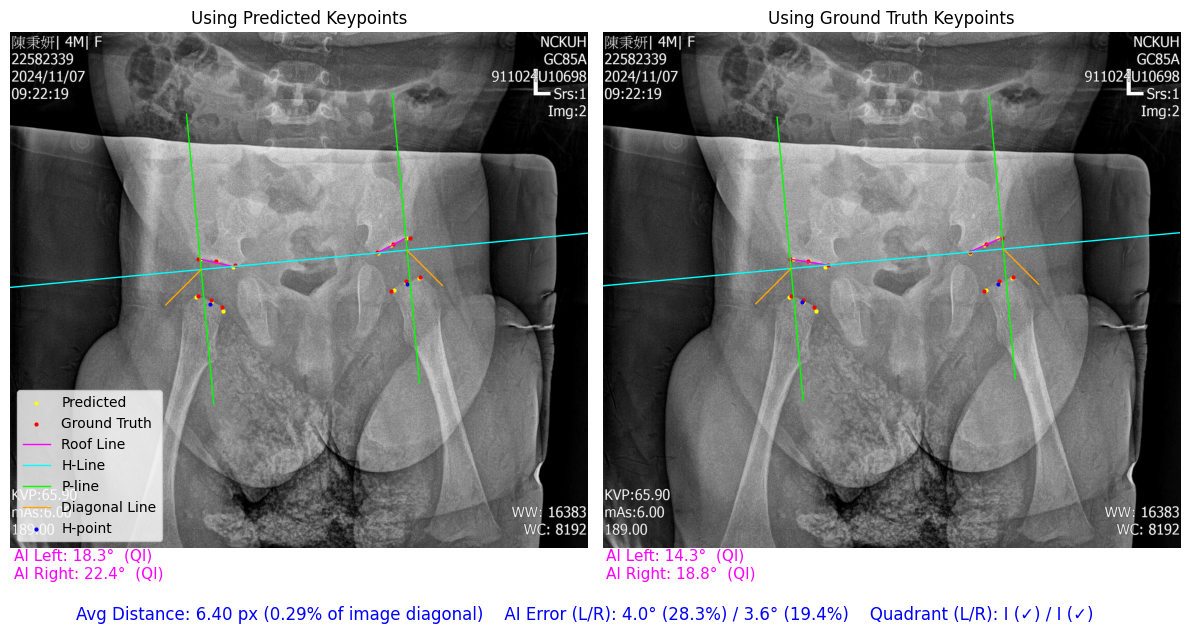 Using Predicted Keypoints
陳秉妍| 4M| F
22582339
2024/11/07
09:22:19
NCKUH
GC85A
911024U10698
L
Srs:1
Img:2
Predicted
Ground Truth
Roof Line
H-Line
P-line
Diagonal Line
H-point
KVP:65.90
mAs:6.00
189.00
WW: 16383
WC: 8192
AI Left: 18.3° (QI)
AI Right: 22.4° (QI)
Using Ground Truth Keypoints
陳秉妍| 4M| F
22582339
2024/11/07
09:22:19
NCKUH
GC85A
911024U10698
L
Srs:1
Img:2
KVP:65.90
mAs:6.00
189.00
WW: 16383
WC: 8192
AI Left: 14.3° (QI)
AI Right: 18.8° (QI)
Avg Distance: 6.40 px (0.29% of image diagonal) AI Error (L/R): 4.0° (28.3%) / 3.6° (19.4%) Quadrant (L/R): I (✓) / I (✓)